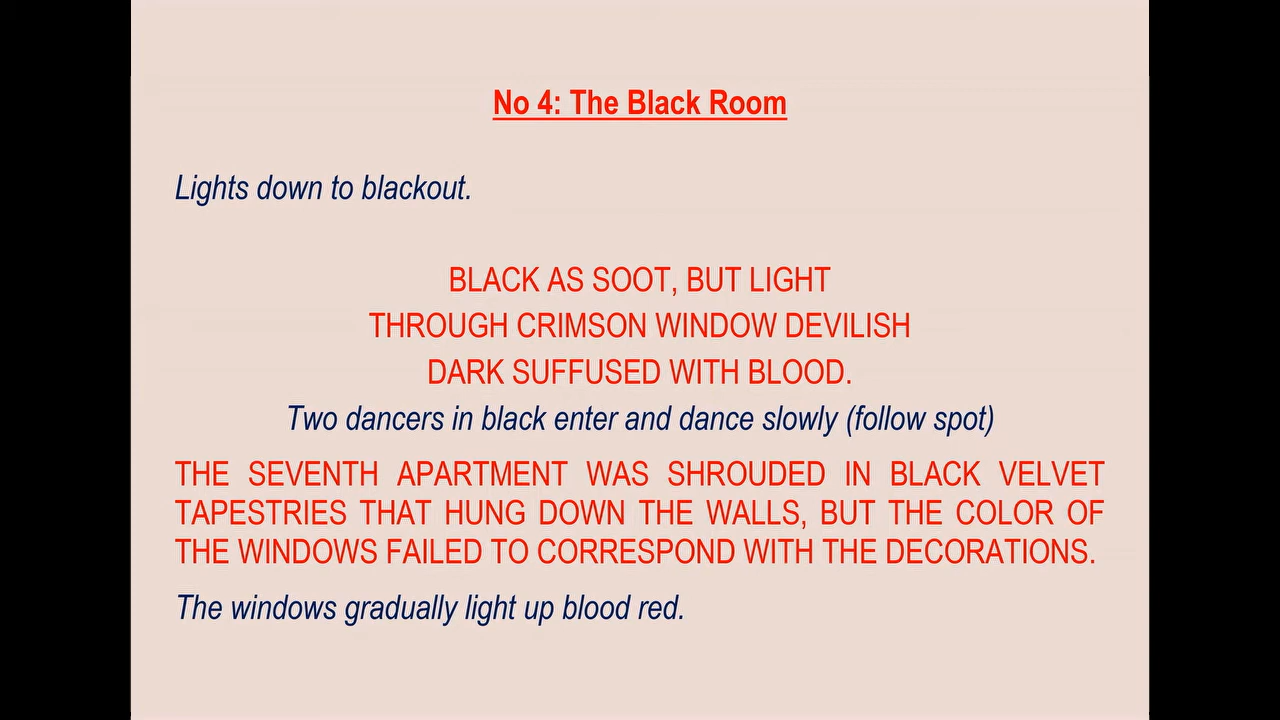 No 4: The Black Room
Lights down to blackout.
BLACK AS SOOT, BUT LIGHT
THROUGH CRIMSON WINDOW DEVILISH
DARK SUFFUSED WITH BLOOD.
Two dancers in black enter and dance slowly (follow spot)
THE SEVENTH APARTMENT WAS SHROUDED IN BLACK VELVET
TAPESTRIES THAT HUNG DOWN THE WALLS, BUT THE COLOR OF
THE WINDOWS FAILED TO CORRESPOND WITH THE DECORATIONS.
The windows gradually light up blood red.